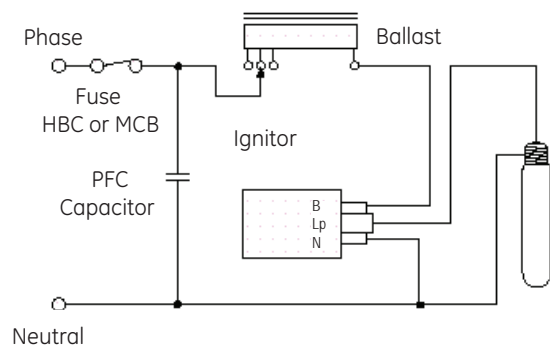 Phase
Ballast
Fuse
HBC or MCB
Ignitor
PFC
Capacitor
B
Lp
N
Neutral